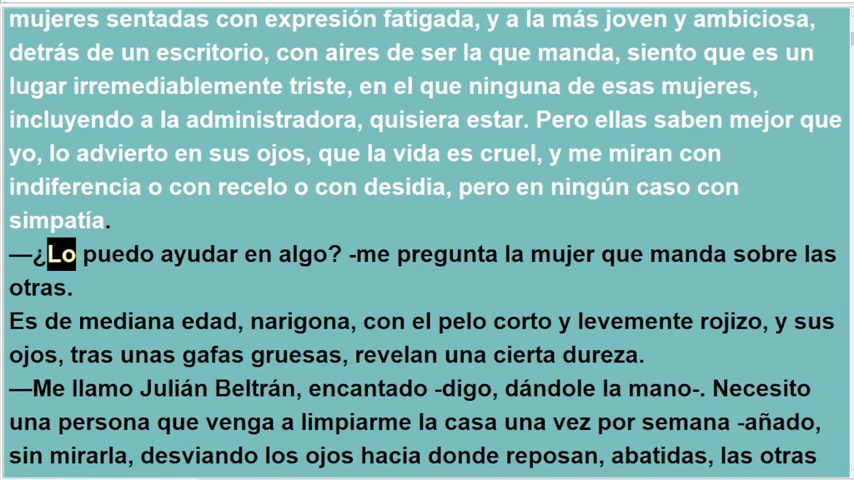 mujeres sentadas con expresión fatigada, y a la más joven y ambiciosa,
detrás de un escritorio, con aires de ser la que manda, siento que es un
lugar irremediablemente triste, en el que ninguna de esas mujeres,
incluyendo a la administradora, quisiera estar. Pero ellas saben mejor que
yo, lo advierto en sus ojos, que la vida es cruel, y me miran con
indiferencia o con recelo o con desidia, pero en ningún caso con
simpatía.
—¿Lo puedo ayudar en algo? -me pregunta la mujer que manda sobre las
otras.
Es de mediana edad, narigona, con el pelo corto y levemente rojizo, y sus
ojos, tras unas gafas gruesas, revelan una cierta dureza.
—Me llamo Julián Beltrán, encantado -digo, dándole la mano-. Necesito
una persona que venga a limpiarme la casa una vez por semana -añado,
sin mirarla, desviando los ojos hacia donde reposan, abatidas, las otras